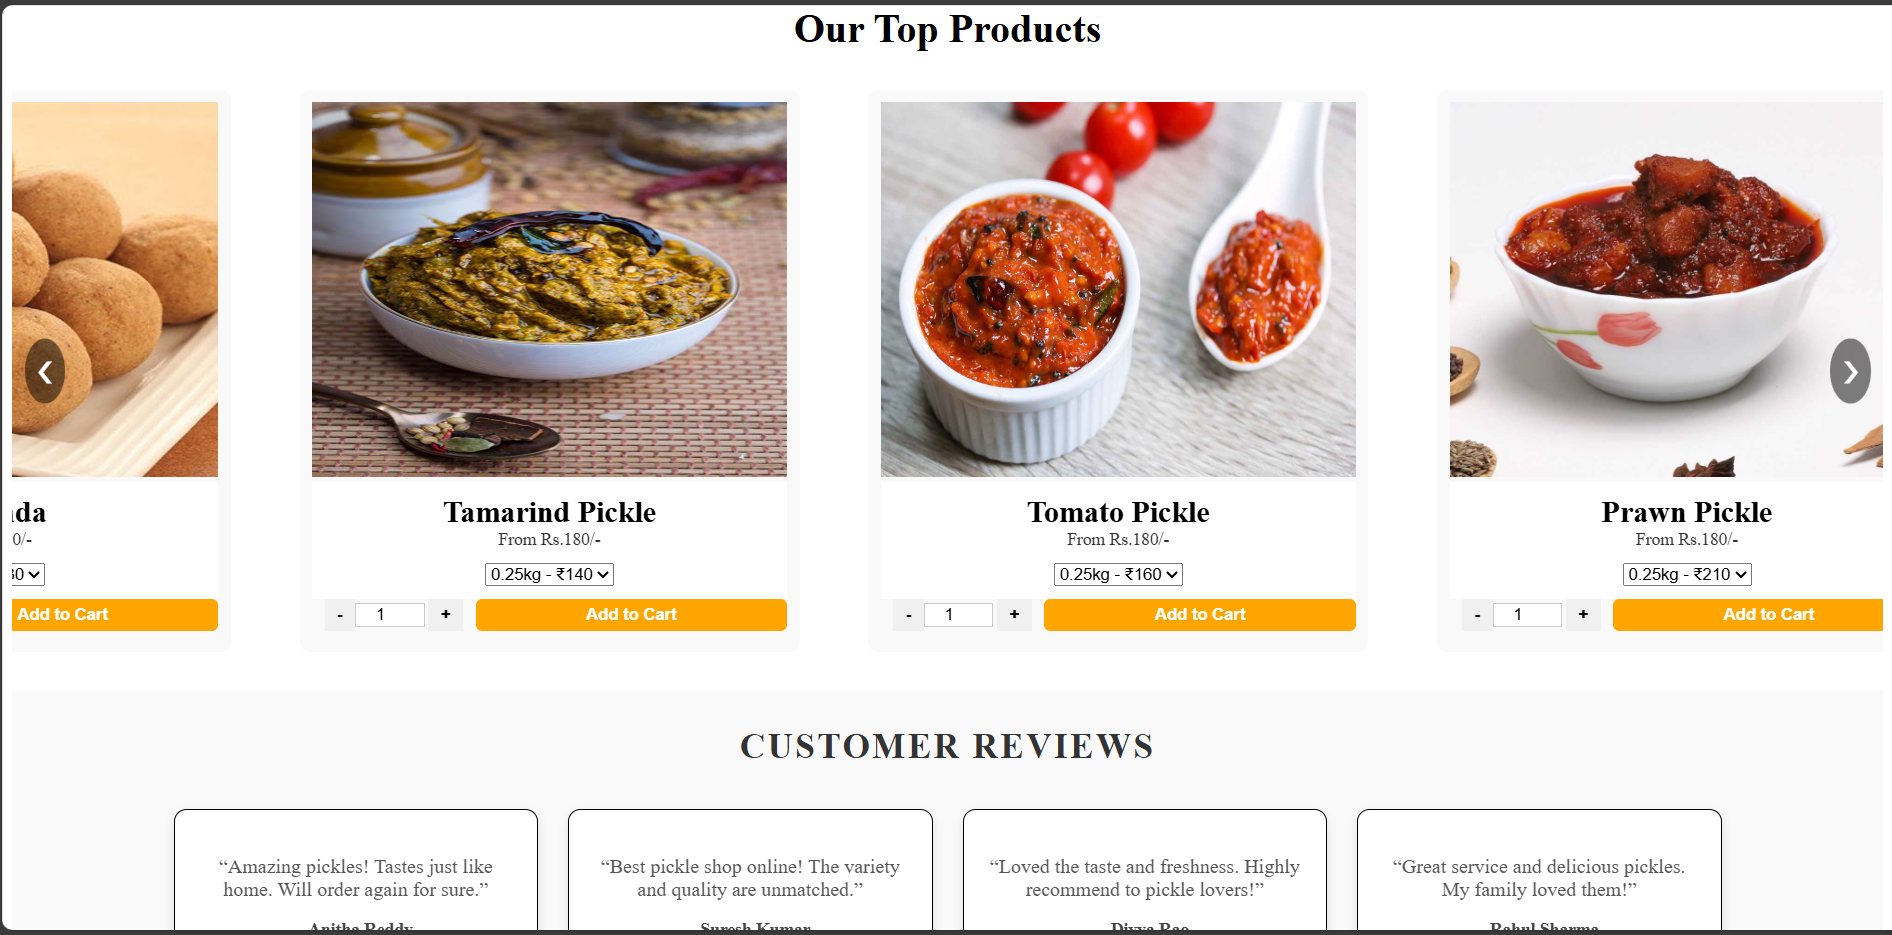 Our Top Products
❮
❯
da
0/-
30
Add to Cart
Tamarind Pickle
From Rs.180/-
0.25kg - ₹140
- 1 + Add to Cart
Tomato Pickle
From Rs.180/-
0.25kg - ₹160
- 1 + Add to Cart
Prawn Pickle
From Rs.180/-
0.25kg - ₹210
- 1 + Add to Cart
CUSTOMER REVIEWS
“Amazing pickles! Tastes just like
home. Will order again for sure.”
Anitha Reddy
“Best pickle shop online! The variety
and quality are unmatched.”
Suresh Kumar
“Loved the taste and freshness. Highly
recommend to pickle lovers!”
Divya Rao
“Great service and delicious pickles.
My family loved them!”
Rahul Sharma